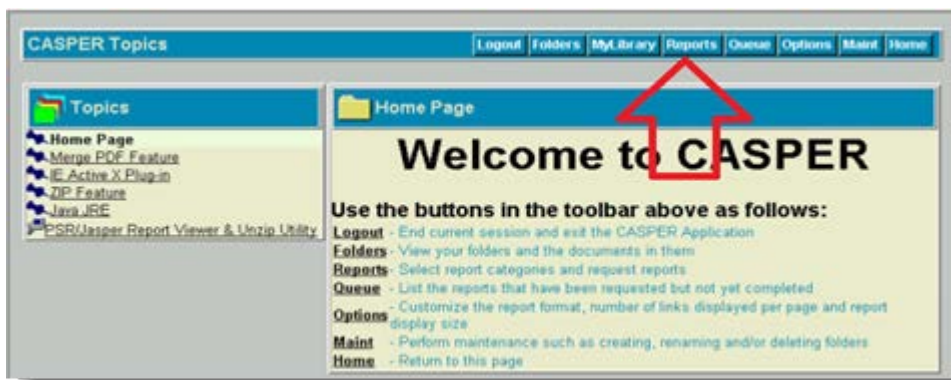 CASPER Topics
Logout Folders MyLibrary Reports Queue Options Maint Home
Topics
Home Page
Merge PDF Feature
IE Active X Plug-in
ZIP Feature
Java JRE
PSR/Jasper Report Viewer & Unzip Utility
Home Page
Welcome to CASPER
Use the buttons in the toolbar above as follows:
Logout - End current session and exit the CASPER Application
Folders - View your folders and the documents in them
Reports - Select report categories and request reports
Queue - List the reports that have been requested but not yet completed
Options - Customize the report format, number of links displayed per page and report
display size
Maint - Perform maintenance such as creating, renaming and/or deleting folders
Home - Return to this page